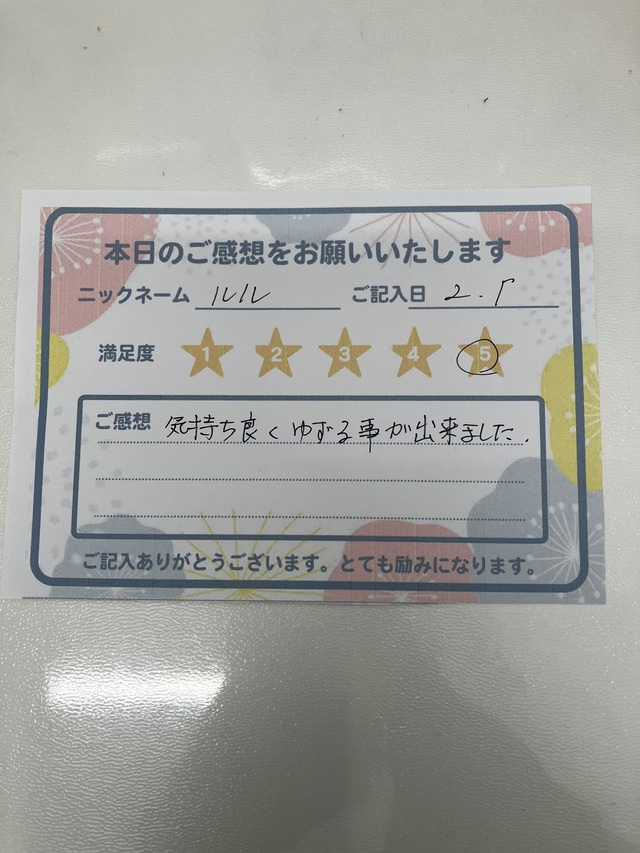 本日のご感想をお願いいたします
ニックネーム ルル ご記入日 2.
満足度 1 2 3 4 5
ご感想 気持ち良くゆずる事が出来ました.
ご記入ありがとうございます。とても励みになります。